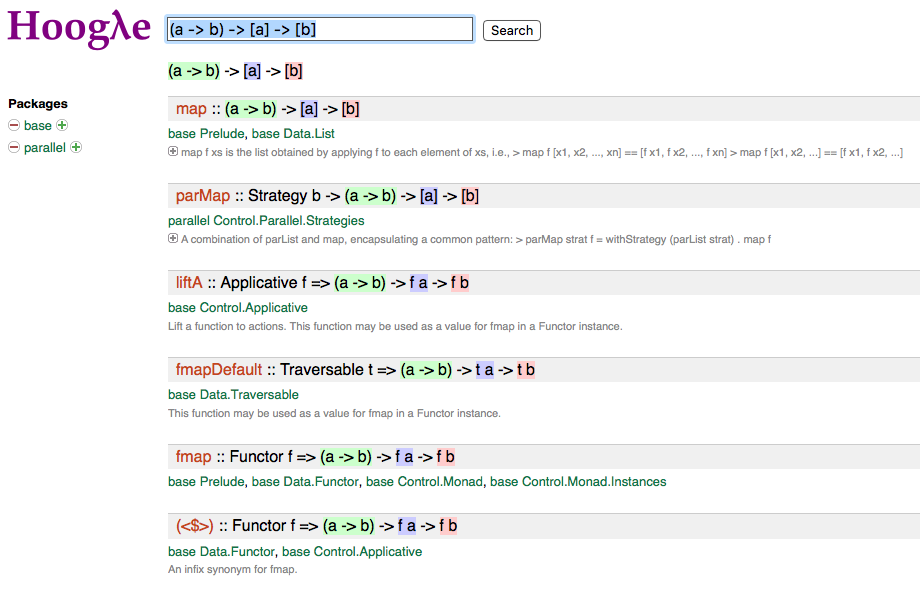 Hoogλe
(a -> b) -> [a] -> [b]
Search
(a -> b) -> [a] -> [b]
Packages
base
parallel
map :: (a -> b) -> [a] -> [b]
base Prelude, base Data.List
map f xs is the list obtained by applying f to each element of xs, i.e., > map f [x1, x2, ..., xn] == [f x1, f x2, ..., f xn] > map f [x1, x2, ...] == [f x1, f x2, ...]
parMap :: Strategy b -> (a -> b) -> [a] -> [b]
parallel Control.Parallel.Strategies
A combination of parList and map, encapsulating a common pattern: > parMap strat f = withStrategy (parList strat) . map f
liftA :: Applicative f => (a -> b) -> f a -> f b
base Control.Applicative
Lift a function to actions. This function may be used as a value for fmap in a Functor instance.
fmapDefault :: Traversable t => (a -> b) -> t a -> t b
base Data.Traversable
This function may be used as a value for fmap in a Functor instance.
fmap :: Functor f => (a -> b) -> f a -> f b
base Prelude, base Data.Functor, base Control.Monad, base Control.Monad.Instances
(<$>) :: Functor f => (a -> b) -> f a -> f b
base Data.Functor, base Control.Applicative
An infix synonym for fmap.